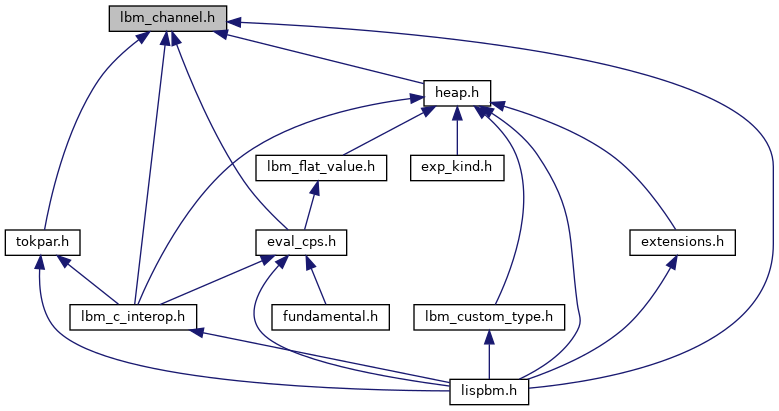 lbm_channel.h
heap.h
lbm_flat_value.h
exp_kind.h
tokpar.h
eval_cps.h
extensions.h
lbm_c_interop.h
fundamental.h
lbm_custom_type.h
lispbm.h